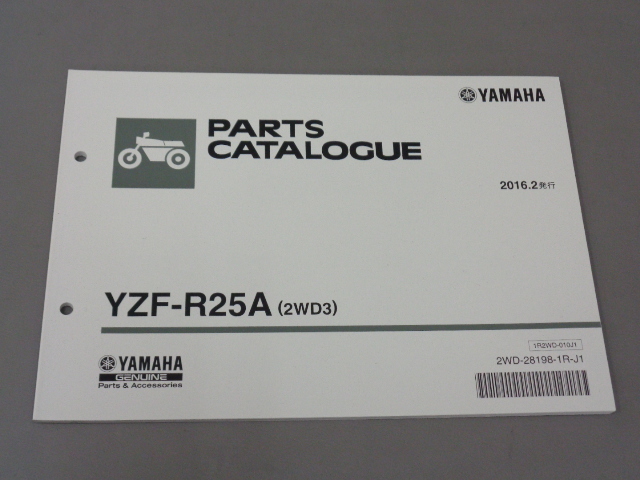 YAMAHA
PARTS
CATALOGUE
2016.2発行
YZF-R25A (2WD3)
1R2WD-010J1
2WD-28198-1R-J1
YAMAHA
GENUINE
Parts & Accessories